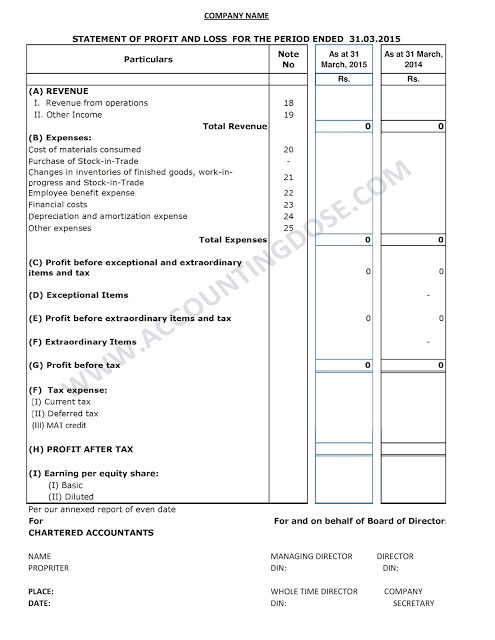 COMPANY NAME
STATEMENT OF PROFIT AND LOSS FOR THE PERIOD ENDED 31.03.2015
Particulars Note No As at 31 March, 2015 As at 31 March, 2014
Rs. Rs.
(A) REVENUE
I. Revenue from operations 18
II. Other Income 19
Total Revenue 0 0
(B) Expenses:
Cost of materials consumed 20
Purchase of Stock-in-Trade -
Changes in inventories of finished goods, work-in-
progress and Stock-in-Trade 21
Employee benefit expense 22
Financial costs 23
Depreciation and amortization expense 24
Other expenses 25
Total Expenses 0 0
(C) Profit before exceptional and extraordinary
items and tax 0 0
(D) Exceptional Items -
(E) Profit before extraordinary items and tax 0 0
(F) Extraordinary Items -
(G) Profit before tax 0 0
(F) Tax expense:
(I) Current tax
(II) Deferred tax
(III) MAT credit
(H) PROFIT AFTER TAX
(I) Earning per equity share:
(I) Basic
(II) Diluted
Per our annexed report of even date
For For and on behalf of Board of Director
CHARTERED ACCOUNTANTS
NAME MANAGING DIRECTOR DIRECTOR
PROPRITER DIN: DIN:
PLACE: WHOLE TIME DIRECTOR COMPANY
DATE: DIN: SECRETARY
WWW.ACCOUNTINGDOSE.COM